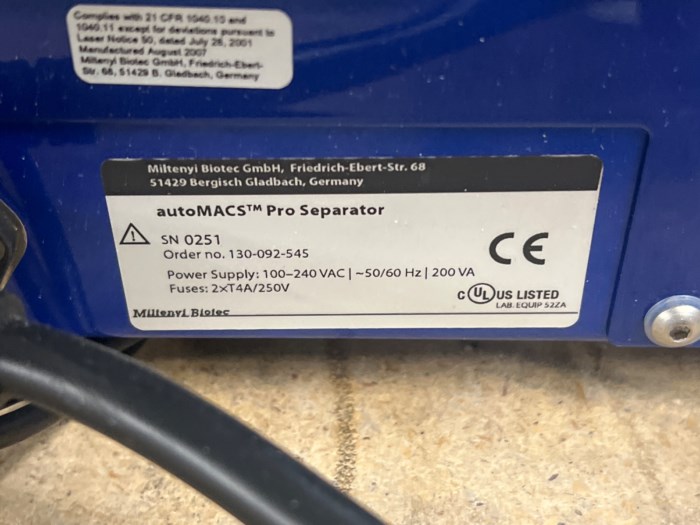 Complies with 21 CFR 1040.10 and
1040.11 except for deviations pursuant to
Laser Notice 50, dated July 26, 2001
Manufactured August 2007
Miltenyi Biotec GmbH, Friedrich-Ebert-
Str. 68, 51429 B. Gladbach, Germany
Miltenyi Biotec GmbH, Friedrich-Ebert-Str. 68
51429 Bergisch Gladbach, Germany
autoMACS™ Pro Separator
SN 0251
Order no. 130-092-545
CE
Power Supply: 100–240 VAC | ~50/60 Hz | 200 VA
Fuses: 2xT4A/250V
C UL US LISTED
LAB. EQUIP 52ZA
Miltenyi Biotec